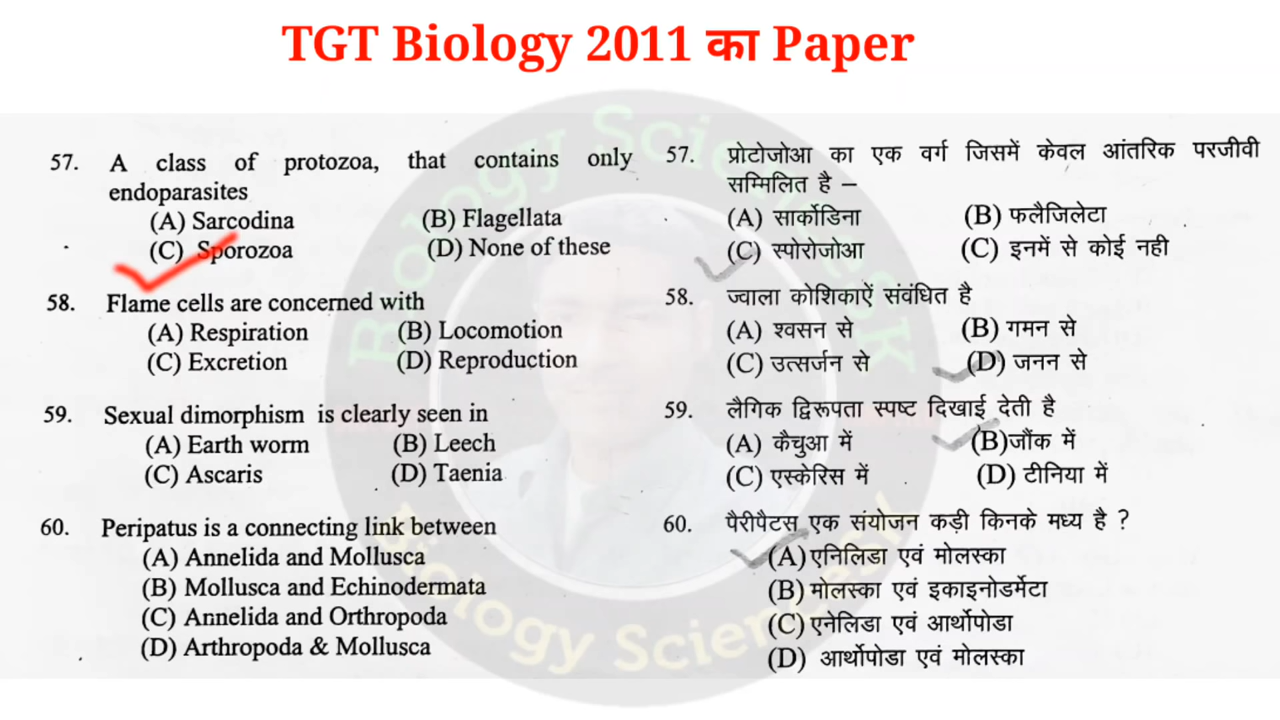 TGT Biology 2011 का Paper
57. A class of protozoa, that contains only
endoparasites
(A) Sarcodina (B) Flagellata
(C) Sporozoa (D) None of these
58. Flame cells are concerned with
(A) Respiration (B) Locomotion
(C) Excretion (D) Reproduction
59. Sexual dimorphism is clearly seen in
(A) Earth worm (B) Leech
(C) Ascaris (D) Taenia
60. Peripatus is a connecting link between
(A) Annelida and Mollusca
(B) Mollusca and Echinodermata
(C) Annelida and Orthropoda
(D) Arthropoda & Mollusca
57. प्रोटोजोआ का एक वर्ग जिसमें केवल आंतरिक परजीवी
सम्मिलित है –
(A) सार्कोडिना (B) फलैजिलेटा
(C) स्पोरोजोआ (C) इनमें से कोई नही
58. ज्वाला कोशिकाऐं संवंधित है
(A) श्वसन से (B) गमन से
(C) उत्सर्जन से (D) जनन से
59. लैगिक द्विरूपता स्पष्ट दिखाई देती है
(A) कैचुआ में (B)जोंक में
(C) एस्केरिस में (D) टीनिया में
60. पैरीपैटस एक संयोजन कड़ी किनके मध्य है ?
(A) एनिलिडा एवं मोलस्का
(B) मोलस्का एवं इकाइनोडर्मेटा
(C) एनेलिडा एवं आर्थोपोडा
(D) आर्थोपोडा एवं मोलस्का
Biology Sciencesk
Biology Sciencesk